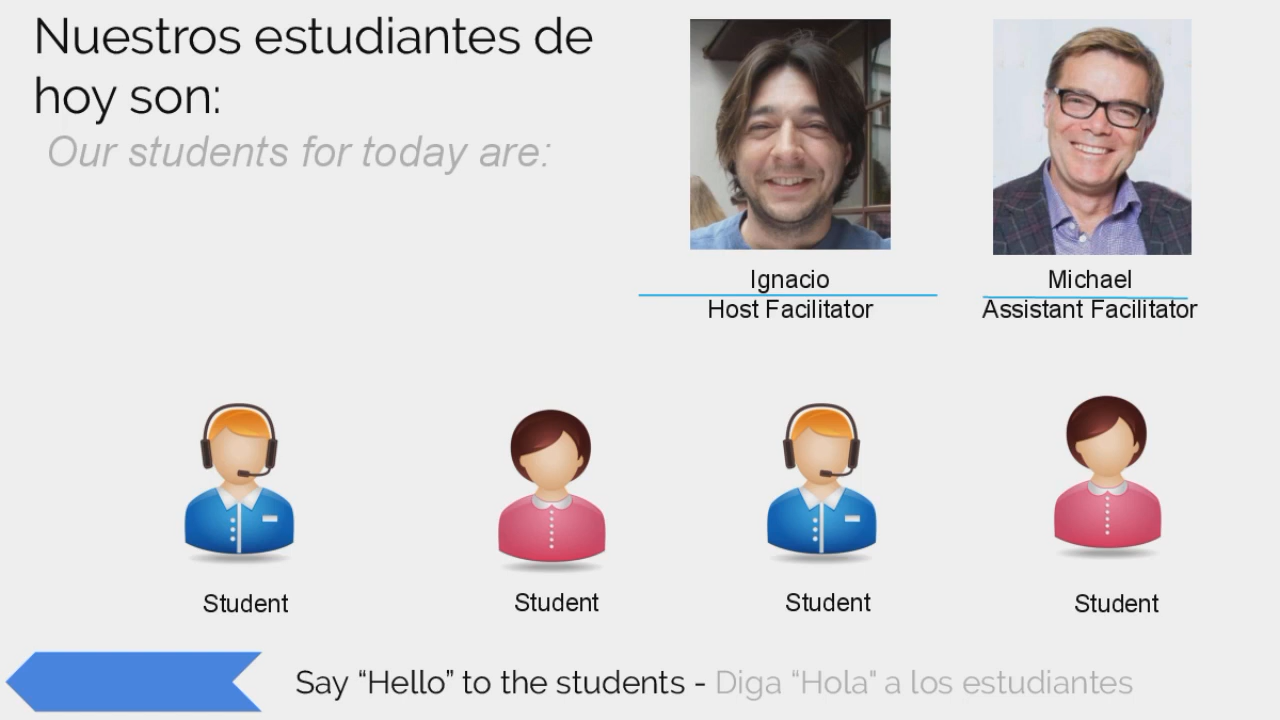 Nuestros estudiantes de
hoy son:
Our students for today are:
Ignacio
Host Facilitator
Michael
Assistant Facilitator
Student
Student
Student
Student
Say “Hello” to the students - Diga “Hola" a los estudiantes